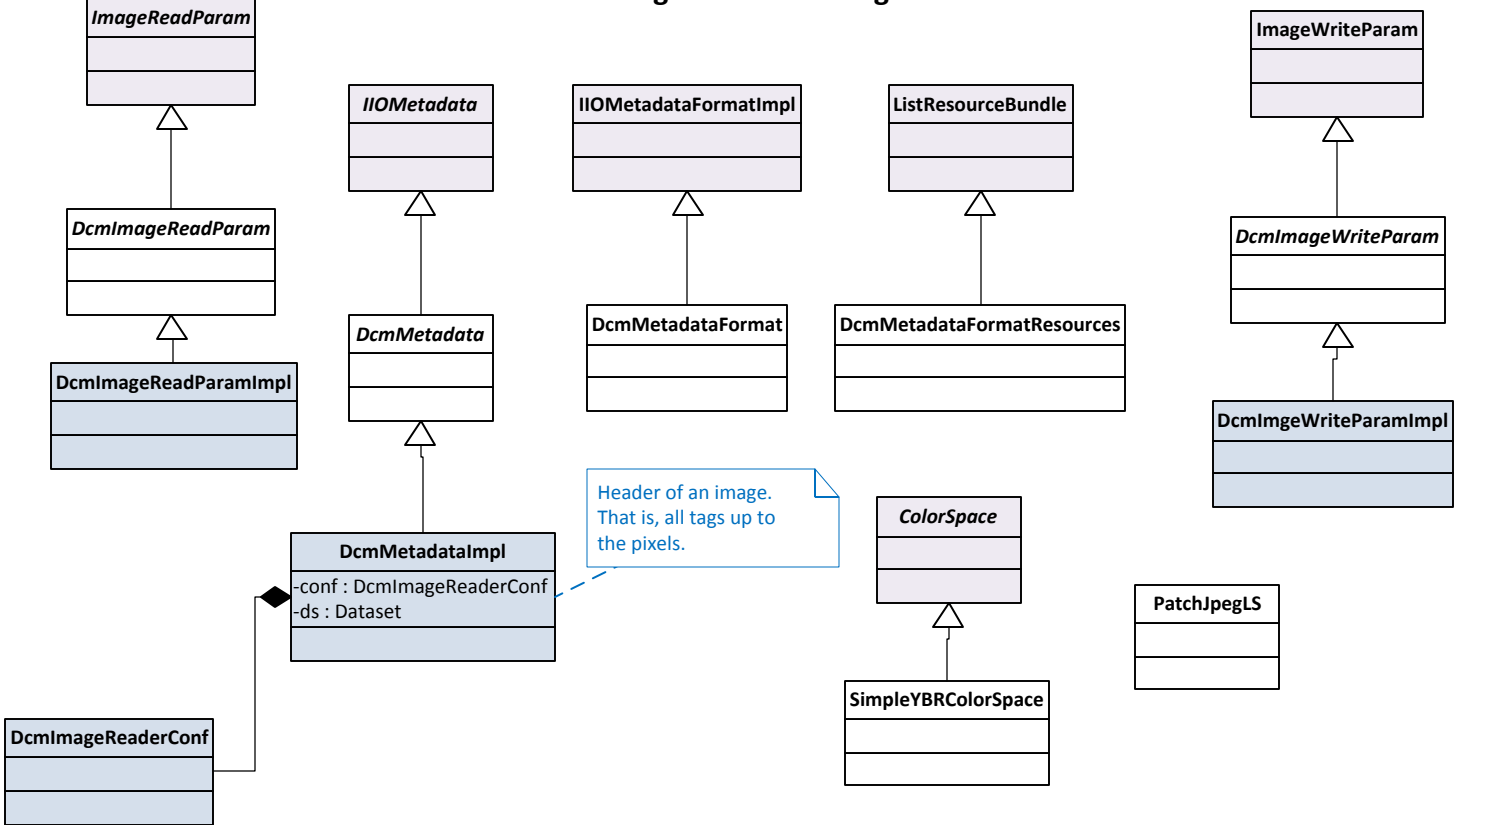 ImageReadParam
ImageWriteParam
IIOMetadata
IIOMetadataFormatImpl
ListResourceBundle
DcmImageReadParam
DcmImageWriteParam
DcmMetadata
DcmMetadataFormat
DcmMetadataFormatResources
DcmImageReadParamImpl
DcmImgeWriteParamImpl
Header of an image.
That is, all tags up to
the pixels.
ColorSpace
DcmMetadataImpl
-conf : DcmImageReaderConf
-ds : Dataset
PatchJpegLS
SimpleYBRColorSpace
DcmImageReaderConf